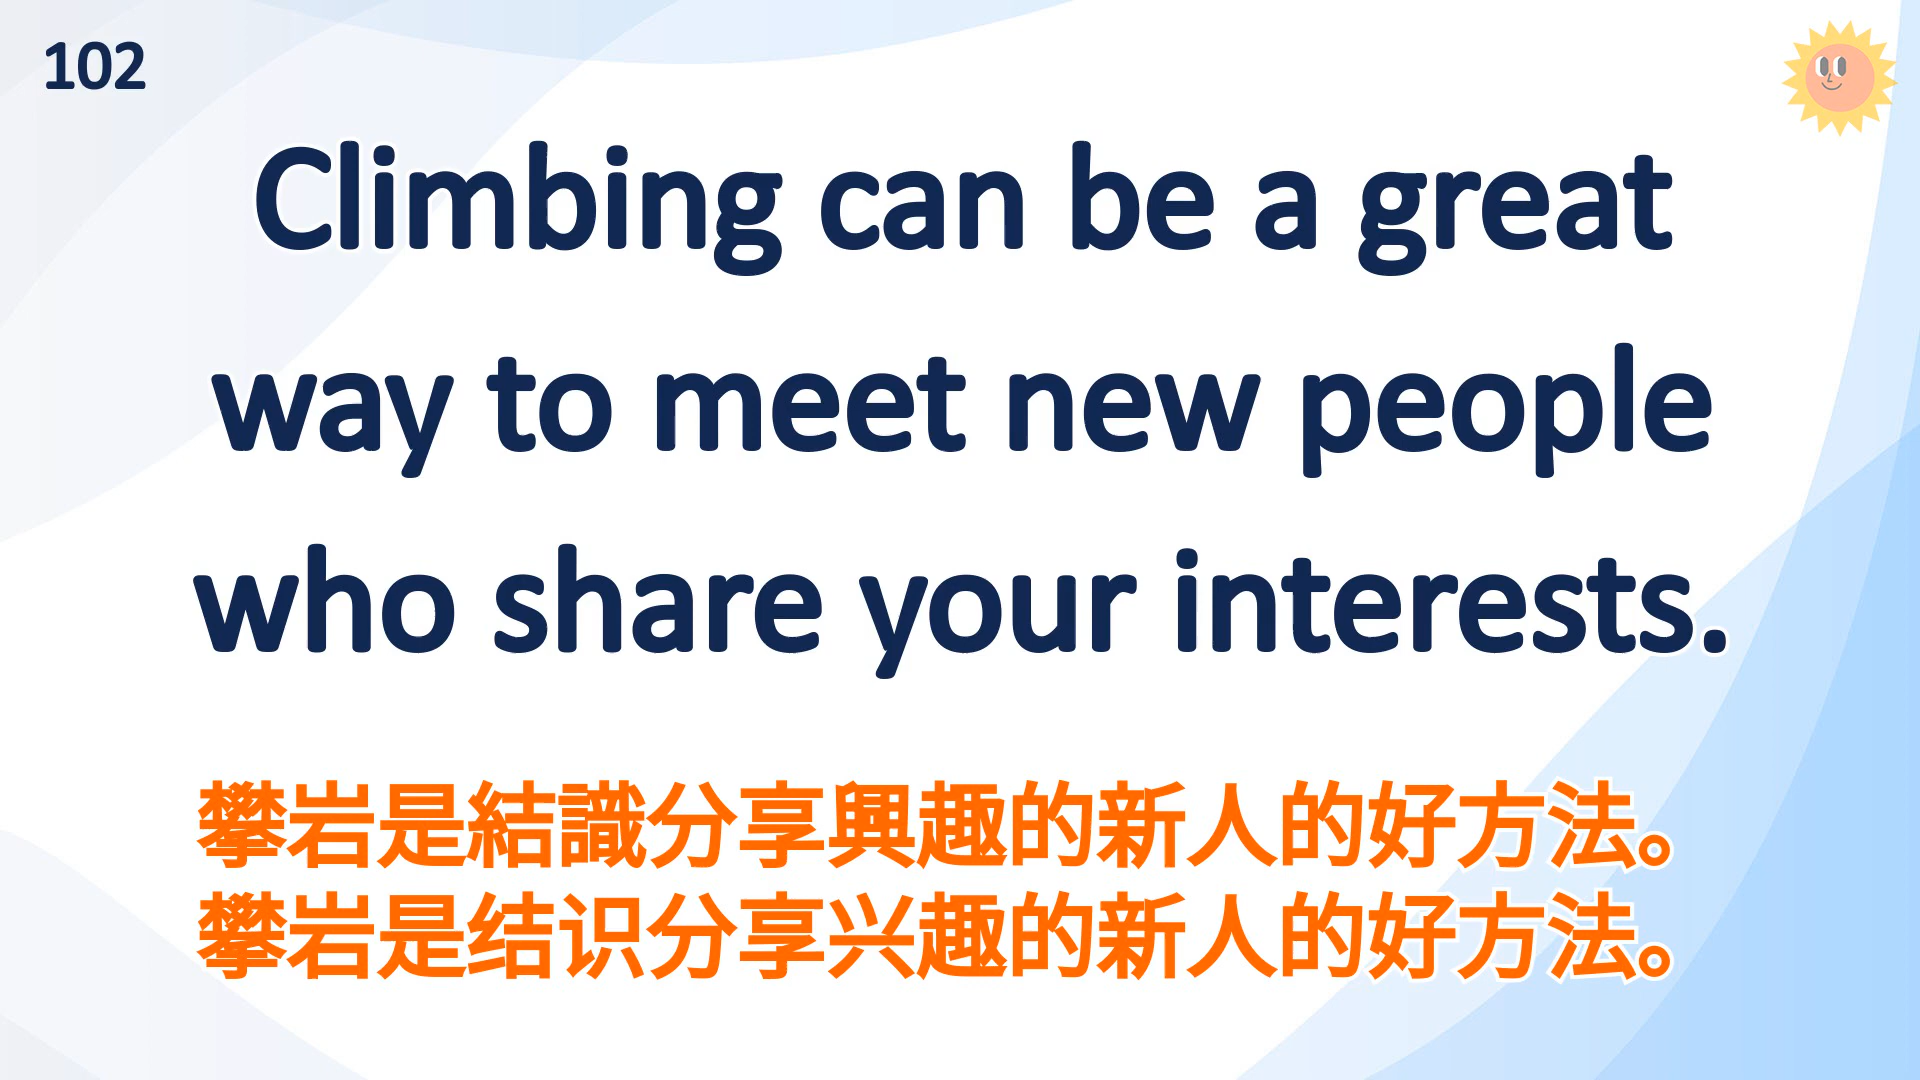 102
Climbing can be a great
way to meet new people
who share your interests.
攀岩是結識分享興趣的新人的好方法。
攀岩是结识分享兴趣的新人的好方法。